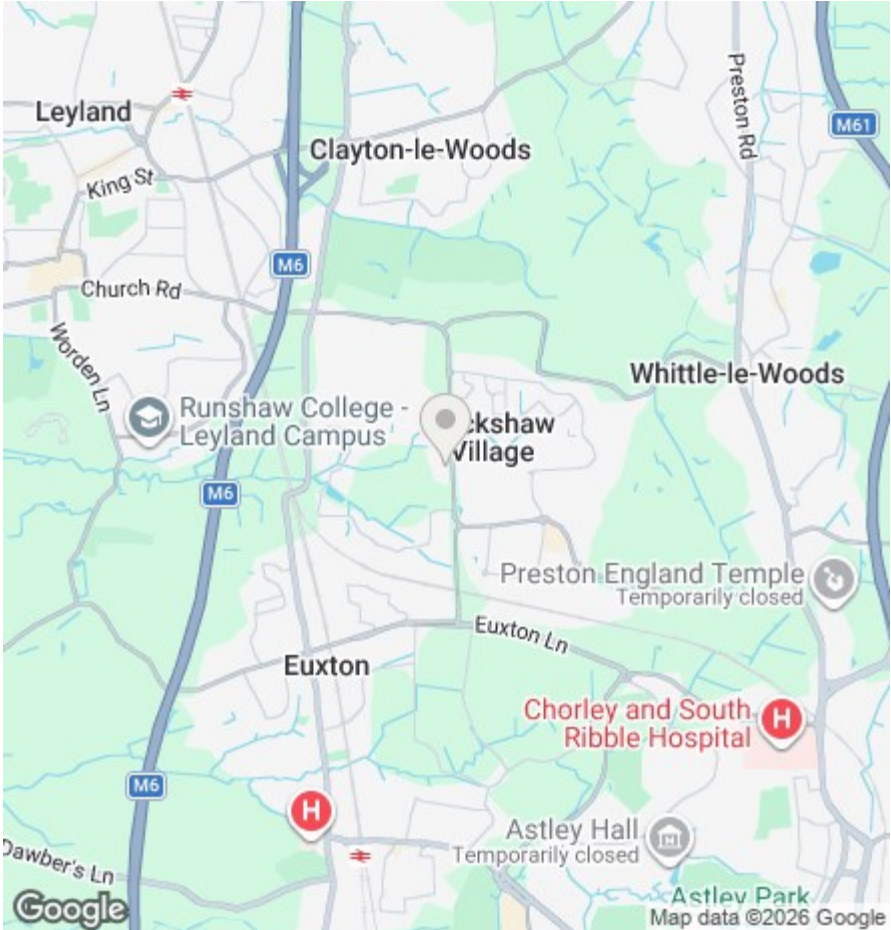 Preston Rd
Leyland
M61
Clayton-le-Woods
King St
M6
Church Rd
Worden Ln
Whittle-le-Woods
Runshaw College -
Leyland Campus
ckshaw
Village
M6
Preston England Temple
Temporarily closed
Euxton Ln
Euxton
Chorley and South
Ribble Hospital
H
M6
H
Astley Hall
Temporarily closed
Dawber's Ln
Astley Park
Google
Map data ©2026 Google